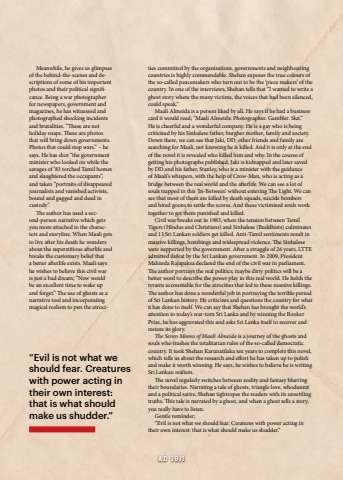 Meanwhile, he gives us glimpses
of the behind-the-scenes and de-
scriptions of some of his important
photos and their political signifi-
cance. Being a war photographer
for newspapers, government and
magazines, he has witnessed and
photographed shocking incidents
and brutalities. "These are not
holiday snaps. These are photos
that will bring down governments.
Photos that could stop wars." – he
says. He has shot "the government
minister who looked on while the
savages of '83 torched Tamil homes
and slaughtered the occupants",
and taken "portraits of disappeared
journalists and vanished activists,
bound and gagged and dead in
custody".
The author has used a sec-
ond-person narrative which gets
you more attached to the charac-
ters and storyline. When Maali gets
to live after his death he wonders
about the superstitious afterlife and
breaks the customary belief that
a better afterlife exists. Maali says
he wishes to believe this civil war
is just a bad dream; "Now would
be an excellent time to wake up
and forget." The use of ghosts as a
narrative tool and incorporating
magical realism to pen the atroci-
"Evil is not what we
should fear. Creatures
with power acting in
their own interest:
that is what should
make us shudder."
ties committed by the organizations, governments and neighbouring
countries is highly commendable. Shehan exposes the true colours of
the so-called peacemakers who turn out to be the 'piece makers' of the
country. In one of the interviews, Shehan tells that "I wanted to write a
ghost story where the many victims, the voices that had been silenced,
could speak."
Maali Almeida is a person liked by all. He says if he had a business
card it would read; "Maali Almeida: Photographer. Gambler. Slut."
He is cheerful and a wonderful company. He is a gay who is being
criticized by his Sinhalese father, burgher mother, family and society.
Down there, we can see that Jaki, DD, other friends and family are
searching for Maali, not knowing he is killed. And it is only at the end
of the novel it is revealed who killed him and why. In the course of
getting his photographs published, Jaki is kidnapped and later saved
by DD and his father, Stanley, who is a minister with the guidance
of Maali's whispers, with the help of Crow-Man, who is acting as a
bridge between the real world and the afterlife. We can see a lot of
souls trapped in this 'In-Between' without entering The Light. We can
see that most of them are killed by death squads, suicide bombers
and hired goons to settle the scores. And these victimized souls work
together to get them punished and killed.
Civil war breaks out in 1983, when the tension between Tamil
Tigers (Hindus and Christians) and Sinhalese (Buddhists) culminates
and 13 Sri Lankan soldiers get killed. Anti-Tamil sentiments result in
massive killings, bombings and widespread violence. The Sinhalese
were supported by the government. After a struggle of 26 years, LTTE
admitted defeat by the Sri Lankan government. In 2009, President
Mahinda Rajapaksa declared the end of the civil war in parliament.
The author portrays the real politics; maybe dirty politics will be a
better word to describe the power play in this real world. He holds the
tyrants accountable for the atrocities that led to these massive killings.
The author has done a wonderful job in portraying the terrible period
of Sri Lankan history. He criticizes and questions the country for what
it has done to itself. We can say that Shehan has brought the world's
attention to today's war-torn Sri Lanka and by winning the Booker
Prize, he has aggravated this and asks Sri Lanka itself to recover and
restore its glory.
The Seven Moons of Maali Almeida is a journey of the ghosts and
souls who trashes the totalitarian rules of the so-called democratic
country. It took Shehan Karunatilaka ten years to complete this novel,
which tells us about the research and effort he has taken up to polish
and make it worth winning. He says, he wishes to believe he is writing
Sri Lankan realism.
The novel regularly switches between reality and fantasy blurring
their boundaries. Narrating a tale of ghosts, triangle love, whodunnit
and a political satire, Shehan tightropes the readers with its unsettling
truths. This tale is narrated by a ghost, and when a ghost tells a story,
you really have to listen.
Gentle reminder;
"Evil is not what we should fear. Creatures with power acting in
their own interest: that is what should make us shudder."